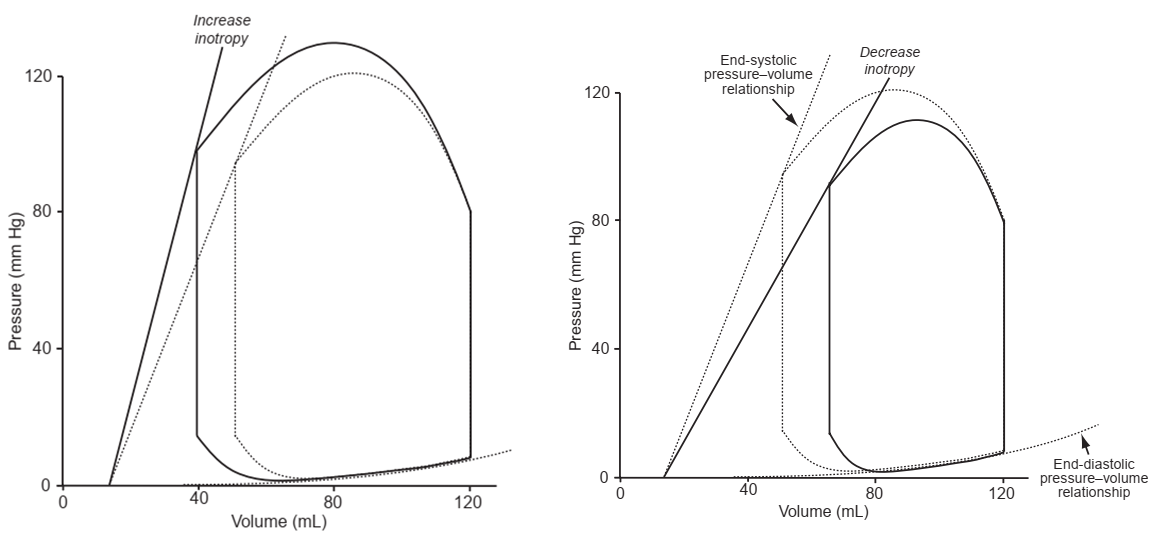 Increase
inotropy
120
80
40
0
0
40
80
120
Pressure (mm Hg)
Volume (mL)
End-systolic
pressure–volume
relationship
Decrease
inotropy
120
80
40
0
0
40
80
120
Pressure (mm Hg)
Volume (mL)
End-diastolic
pressure–volume
relationship